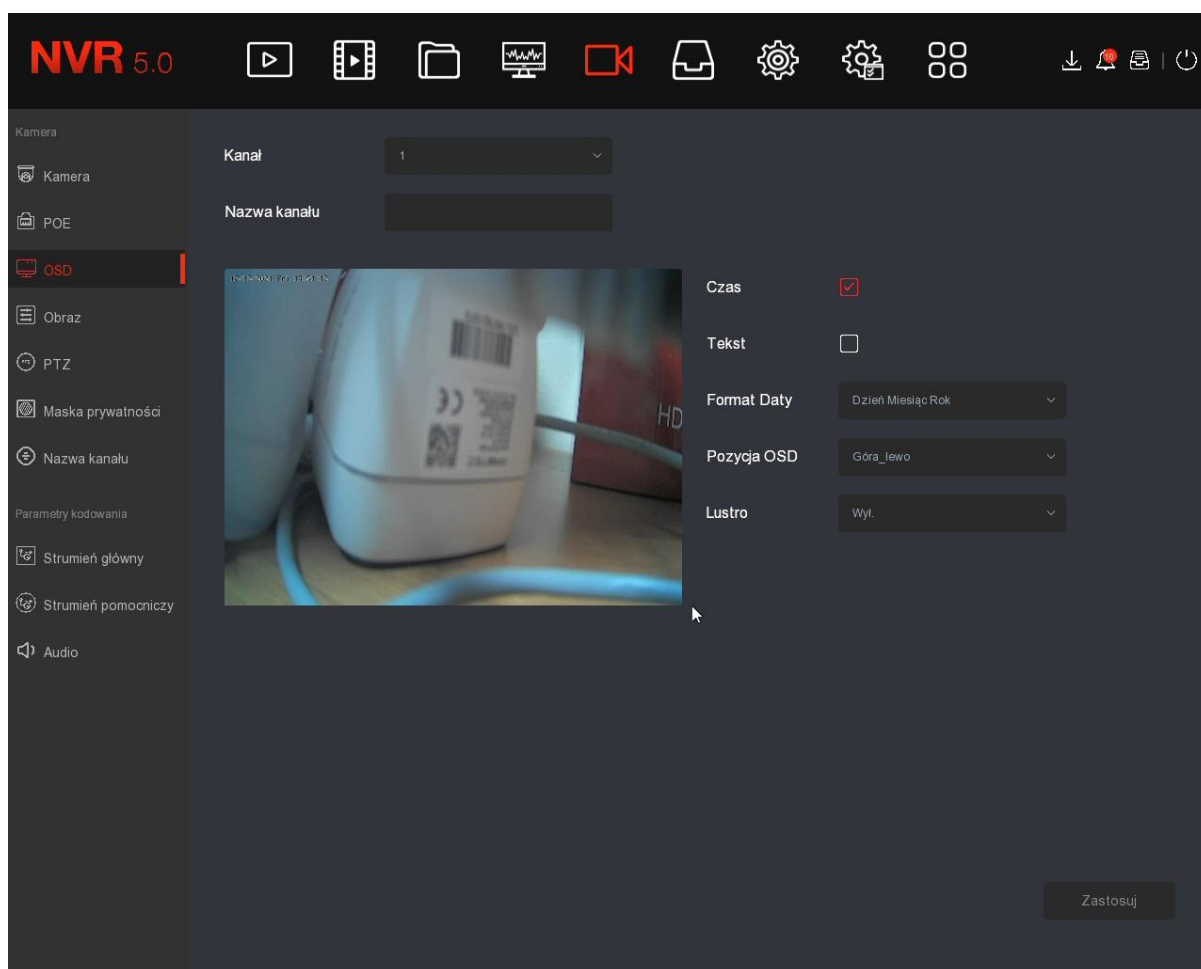 NVR 5.0
10
Kamera
Kamera
POE
OSD
Obraz
PTZ
Maska prywatności
Nazwa kanału
Parametry kodowania
Strumień główny
Strumień pomocniczy
Audio
Kanał 1
Nazwa kanału
HD
Czas
Tekst
Format Daty Dzień Miesiąc Rok
Pozycja OSD Góra_lewo
Lustro Wył.
Zastosuj